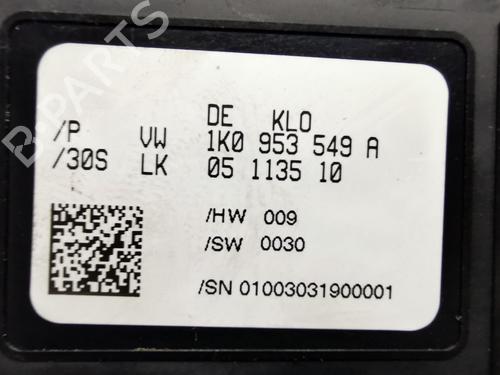 DE KLO
/P VW 1K0 953 549 A
/30S LK 05 1135 10
/HW 009
/SW 0030
/SN 01003031900001
B-PARTS